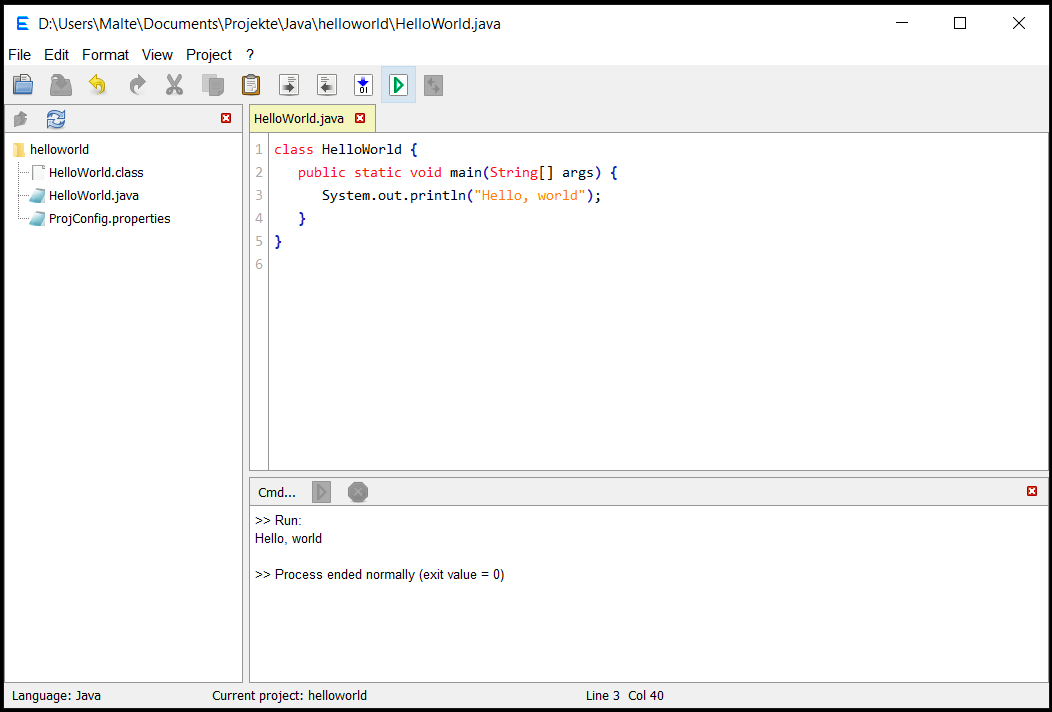 E D:\Users\Malte\Documents\Projekte\Java\helloworld\HelloWorld.java
File Edit Format View Project ?
01
HelloWorld.java
helloworld
HelloWorld.class
HelloWorld.java
ProjConfig.properties
1 class HelloWorld {
2    public static void main(String[] args) {
3       System.out.println("Hello, world");
4    }
5 }
6
Cmd...
>> Run:
Hello, world
>> Process ended normally (exit value = 0)
Language: Java
Current project: helloworld
Line 3  Col 40